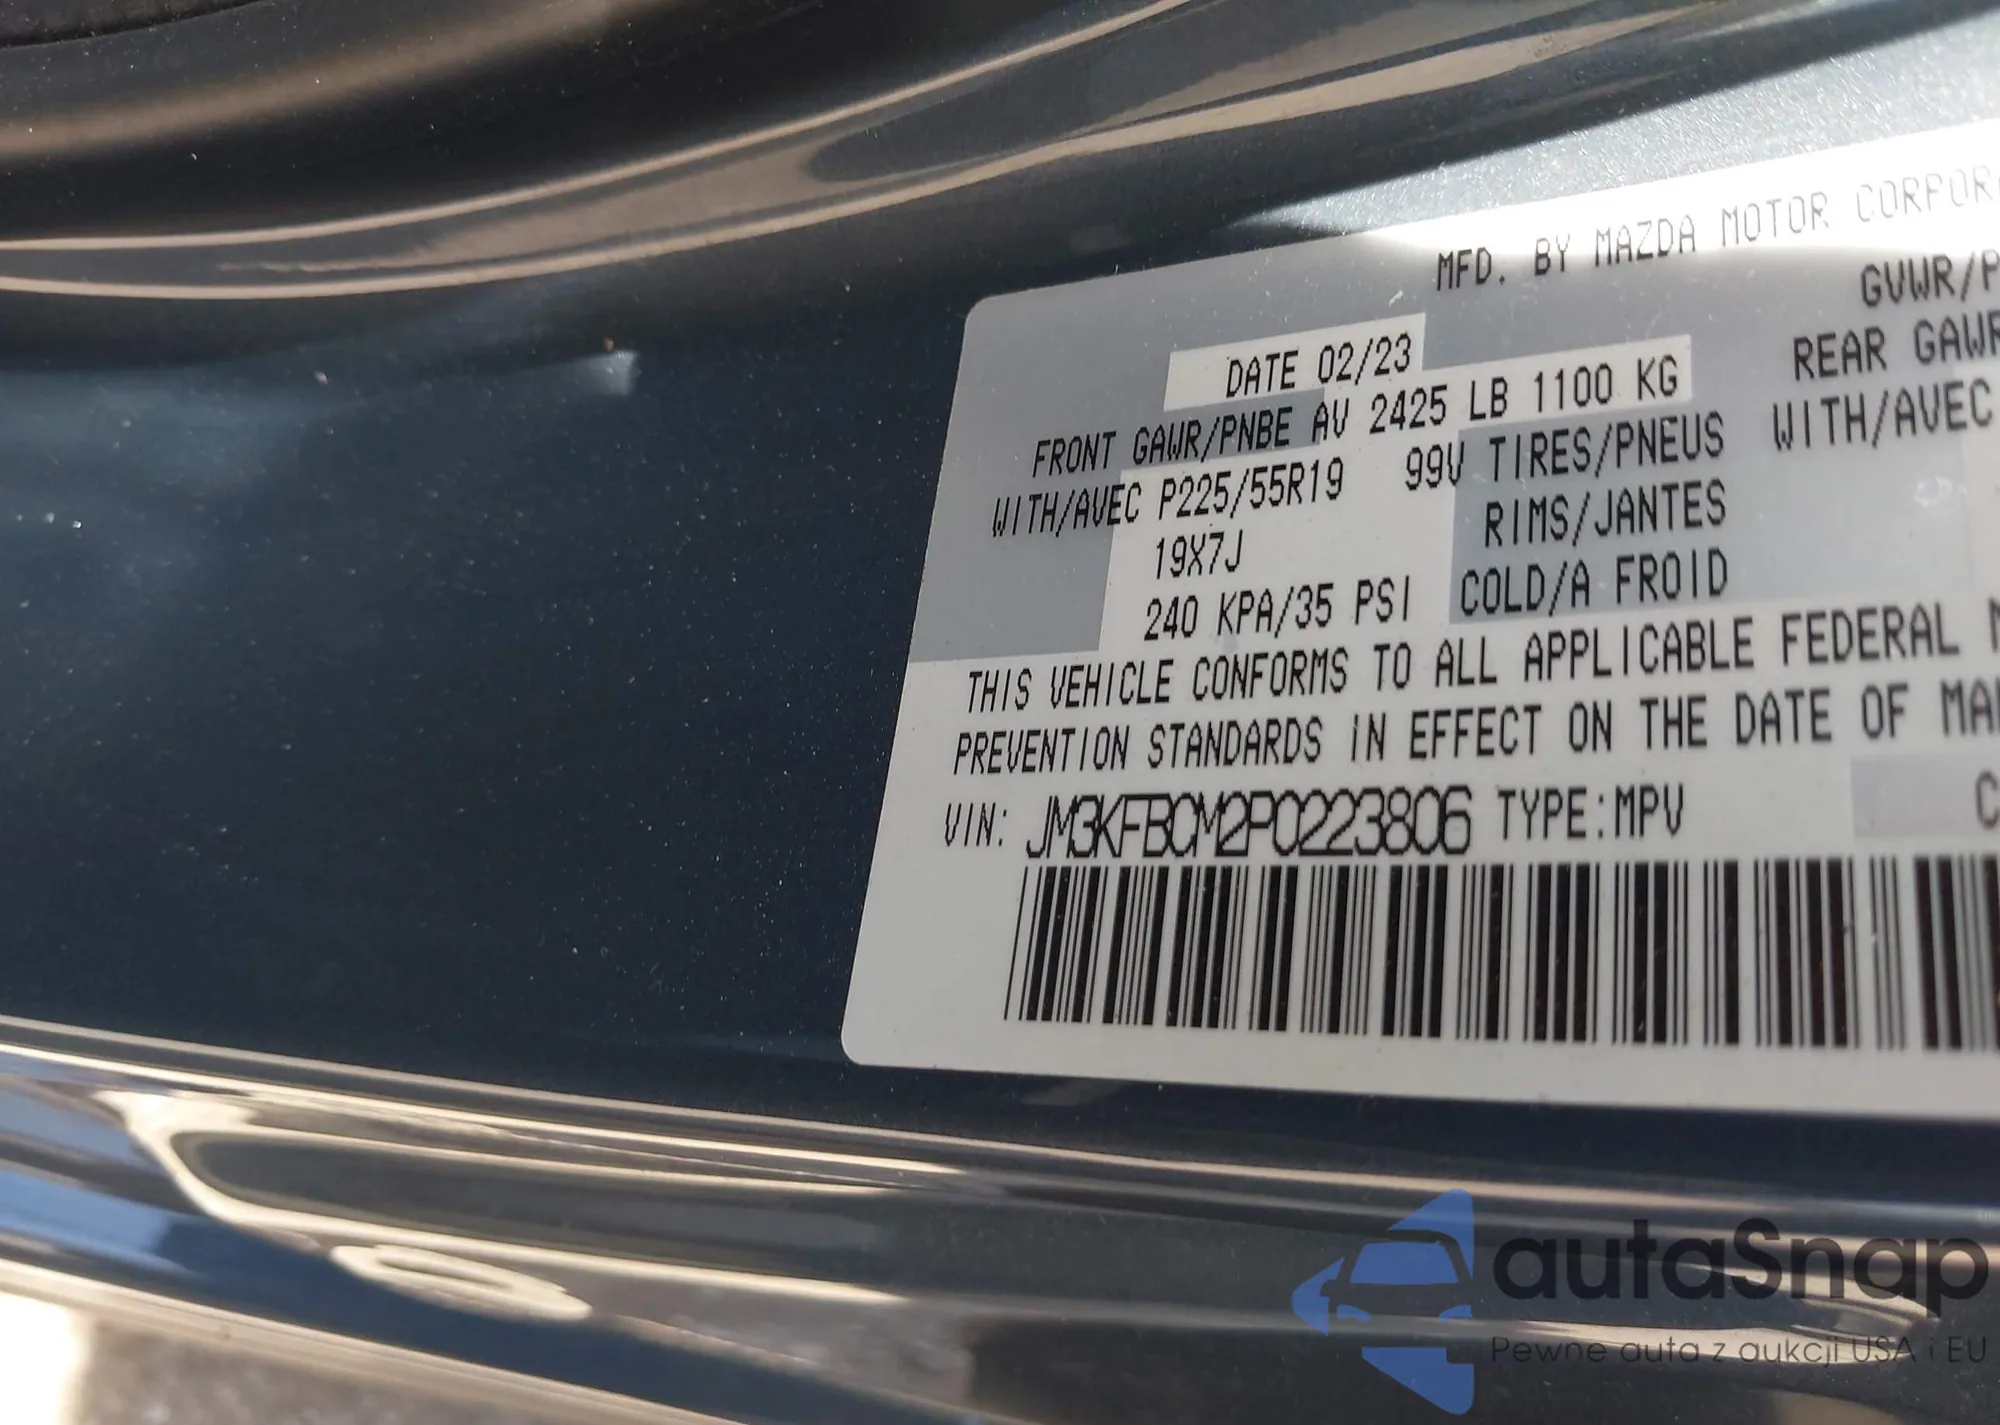 MFD. BY MAZDA MOTOR CORPOR
DATE 02/23
GVWR/P
FRONT GAWR/PNBE AV 2425 LB 1100 KG
REAR GAWR
WITH/AVEC P225/55R19 99V TIRES/PNEUS
WITH/AVEC
19X7J RIMS/JANTES
240 KPA/35 PSI COLD/A FROID
THIS VEHICLE CONFORMS TO ALL APPLICABLE FEDERAL M
PREVENTION STANDARDS IN EFFECT ON THE DATE OF MAN
VIN: JM3KFBCM2P0223806 TYPE:MPV
C
autaSnap
Pewne auta z aukcji USA i EU